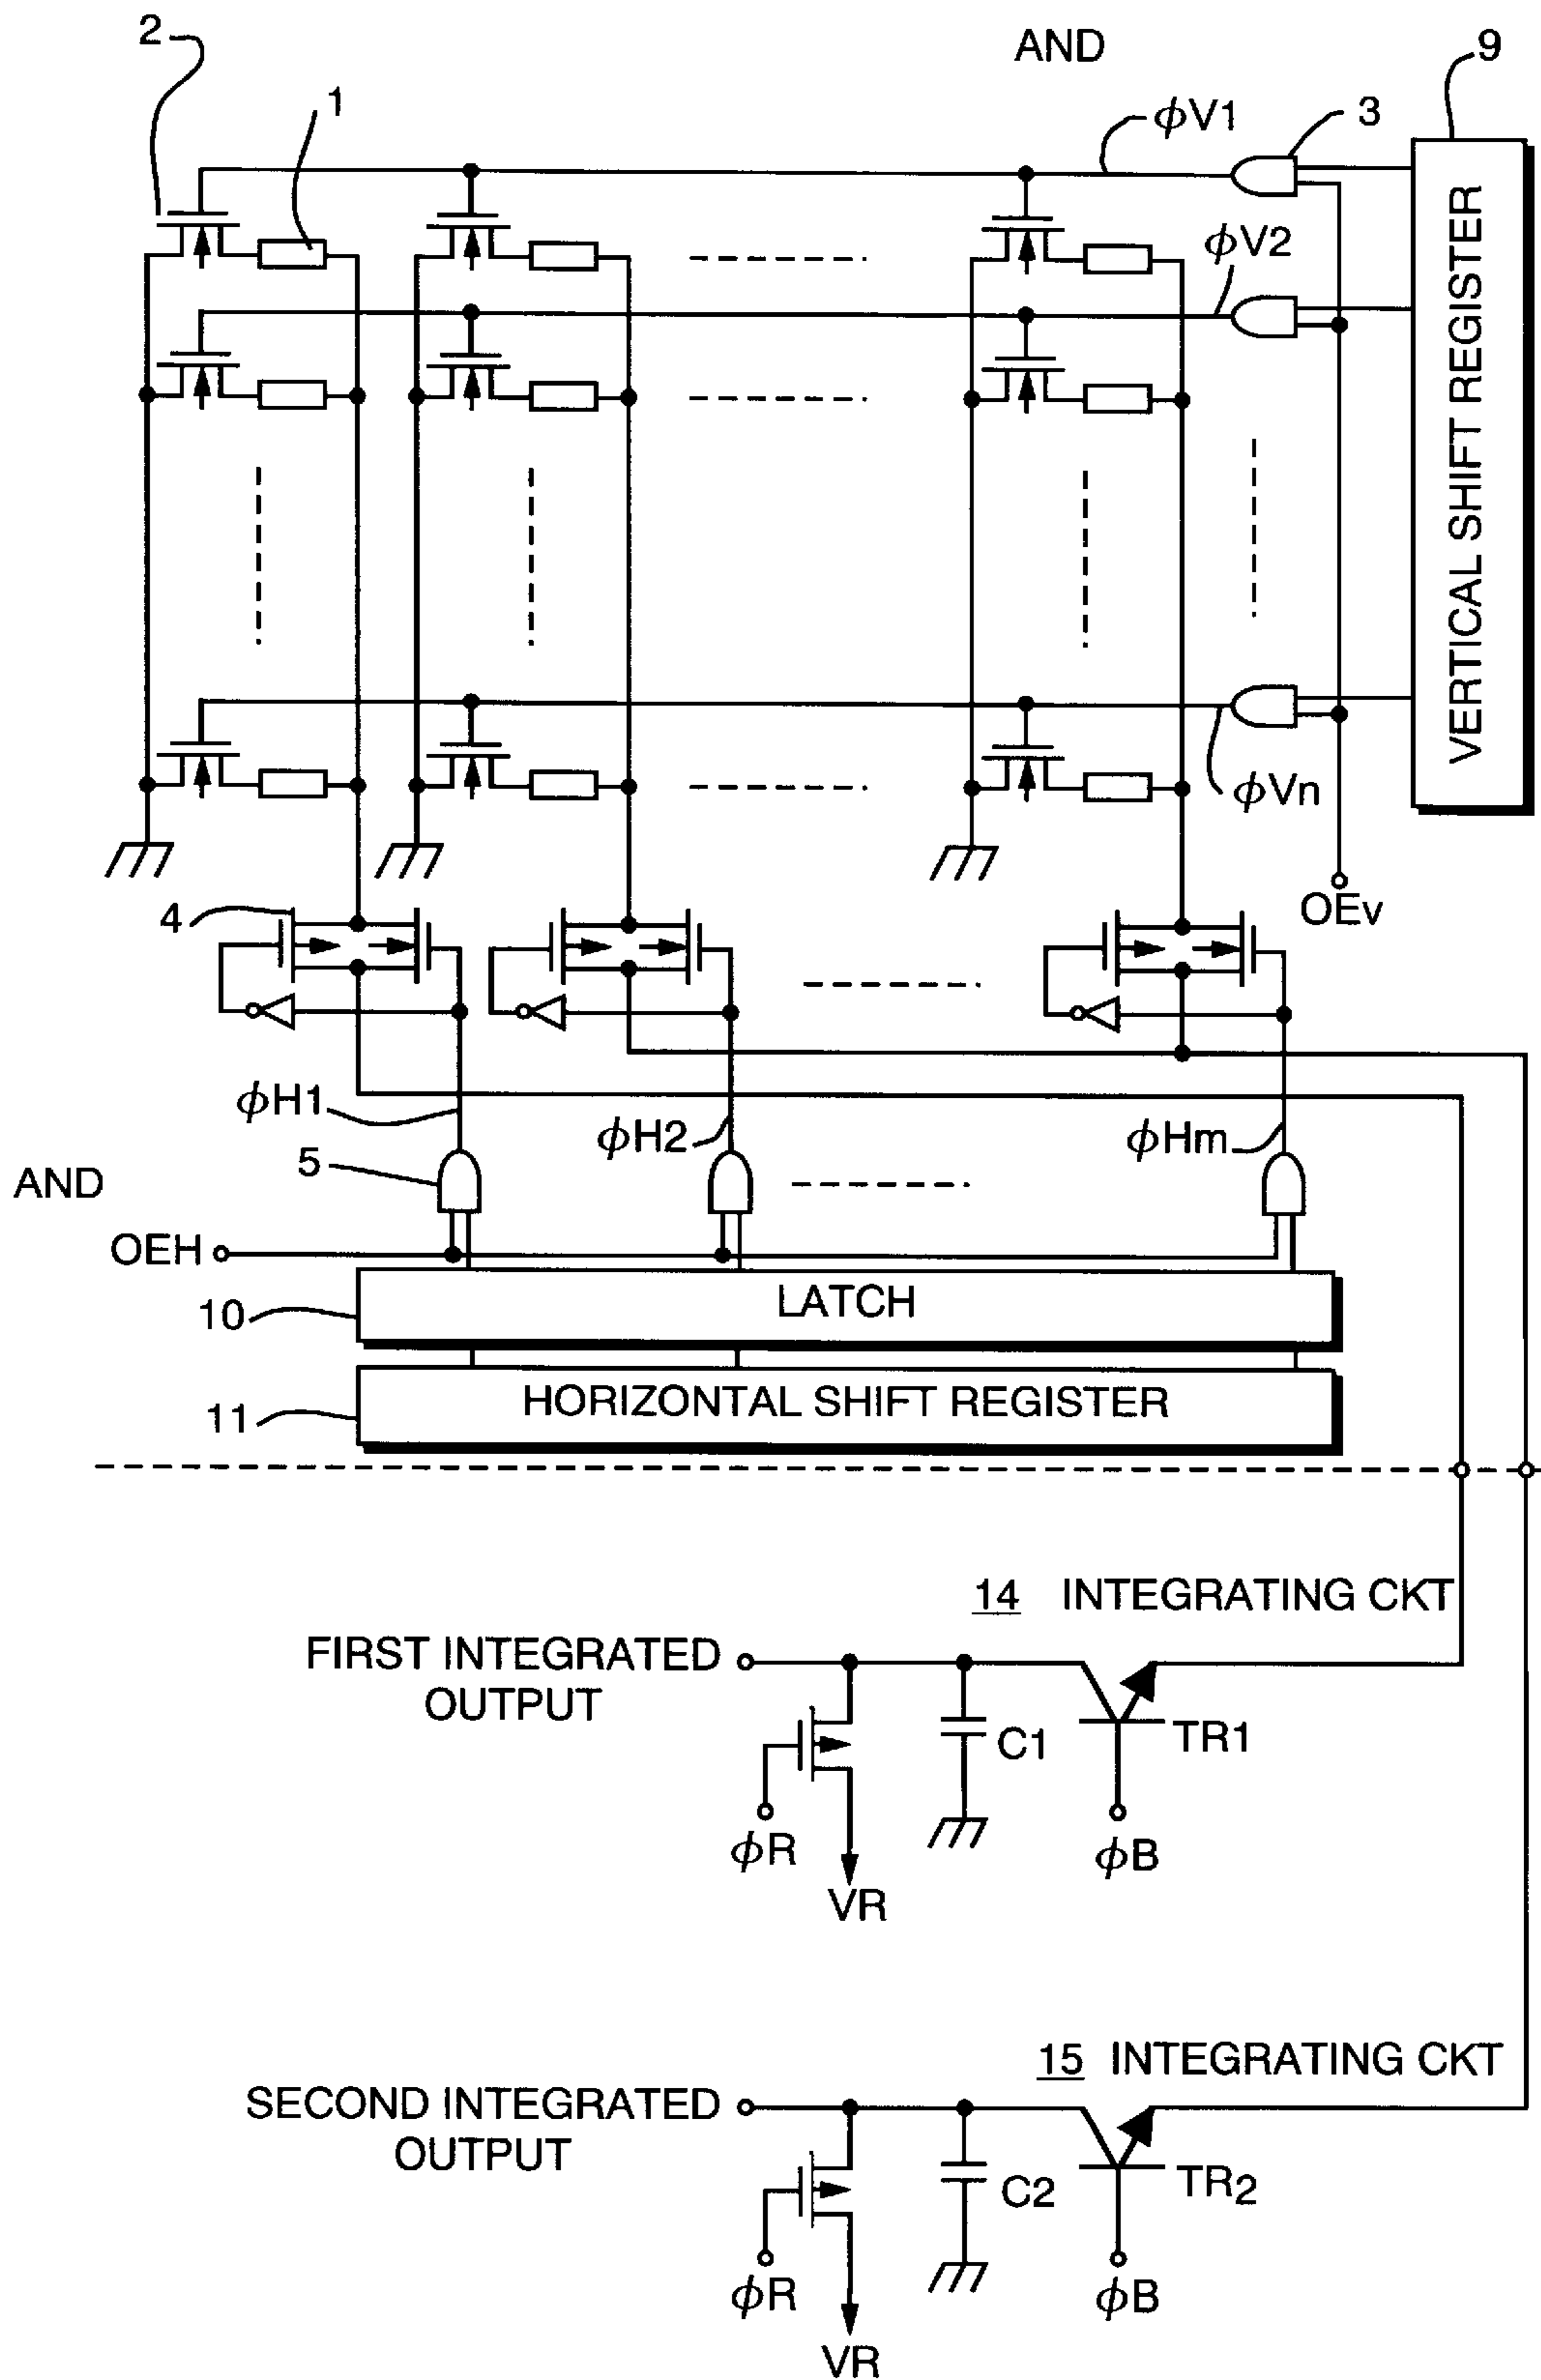 2
AND
9
1
ϕV1
3
ϕV2
VERTICAL SHIFT REGISTER
ϕVn
OEv
4
ϕH1
ϕH2
ϕHm
5
AND
OEH
10
LATCH
11
HORIZONTAL SHIFT REGISTER
14 INTEGRATING CKT
FIRST INTEGRATED
OUTPUT
C1
TR1
ϕR
ϕB
VR
15 INTEGRATING CKT
SECOND INTEGRATED
OUTPUT
C2
TR2
ϕR
ϕB
VR